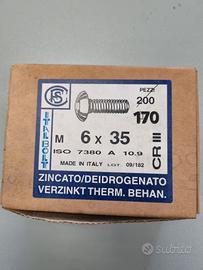 PEZZI
200
170
ITALBOLT
M 6 x 35
CR III
ISO 7380 A 10.9
MADE IN ITALY LOT. 09/182
ZINCATO/DEIDROGENATO
VERZINKT THERM. BEHAN.
subito